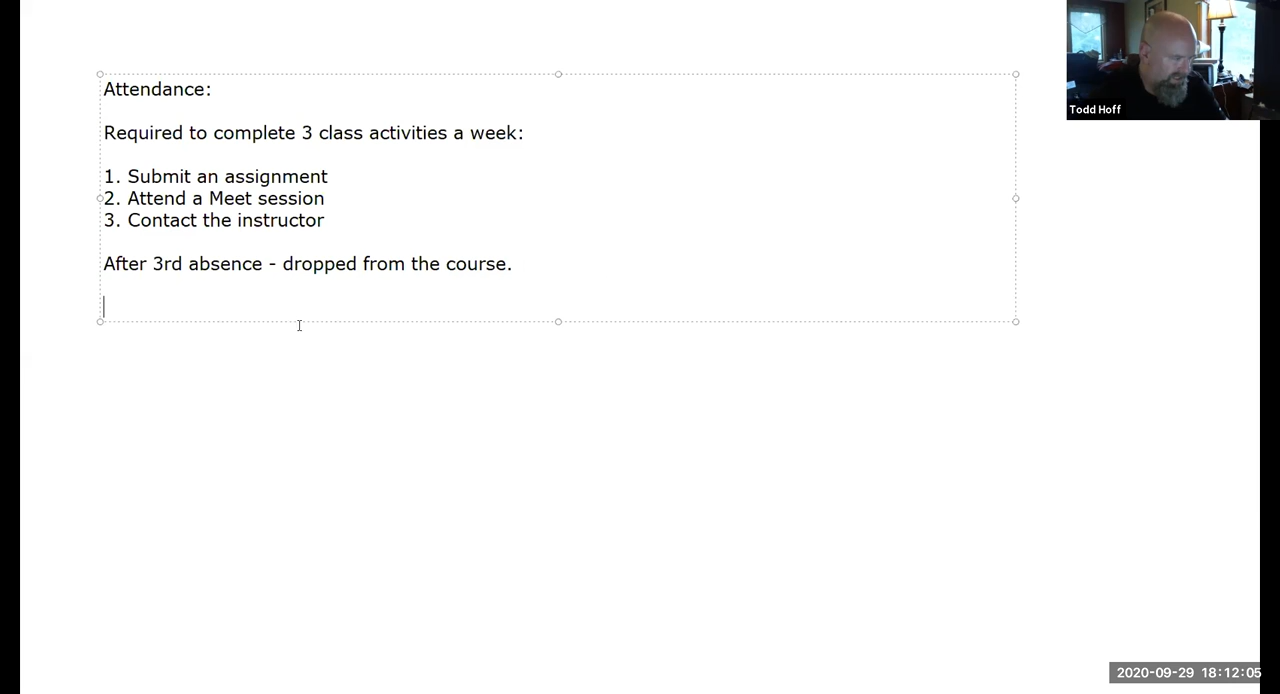 Attendance:
Required to complete 3 class activities a week:
1. Submit an assignment
2. Attend a Meet session
3. Contact the instructor
After 3rd absence - dropped from the course.
Todd Hoff
2020-09-29 18:12:05